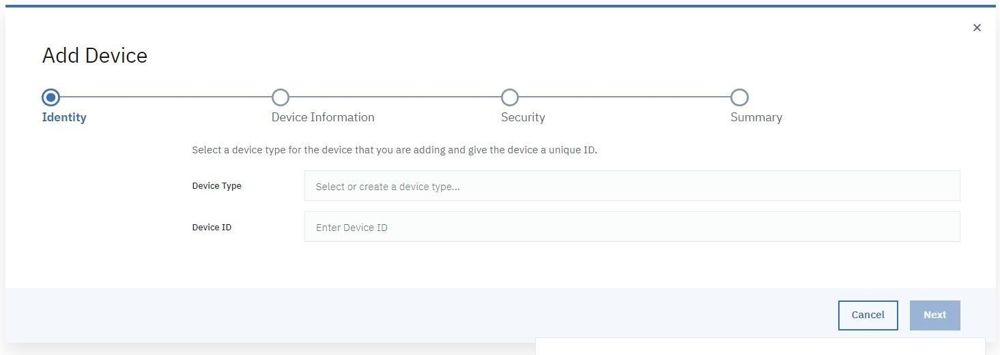 Add Device
Identity
Device Information
Security
Summary
Select a device type for the device that you are adding and give the device a unique ID.
Device Type
Select or create a device type...
Device ID
Enter Device ID
Cancel
Next